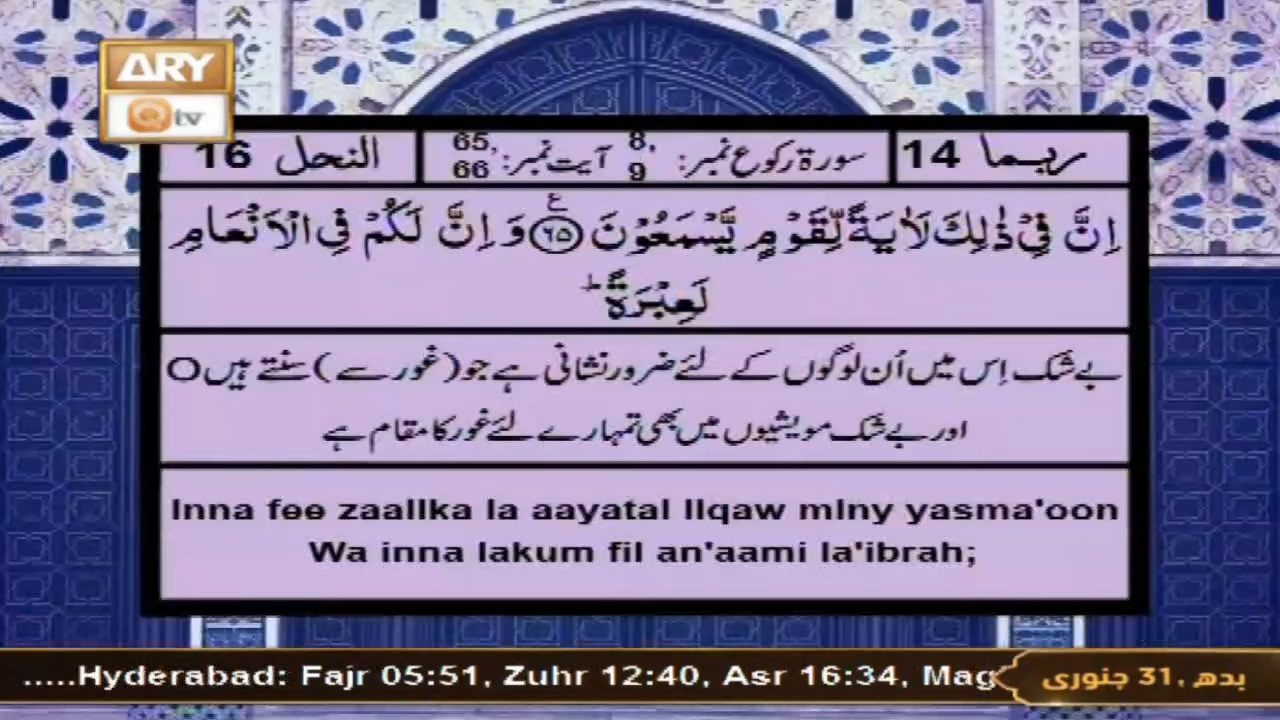 ARY
Qtv
ربما 14 سورۃ رکوع نمبر: 8, 9 آیت نمبر: 65, 66 النحل 16
اِنَّ فِیْ ذٰلِكَ لَاٰیَةً لِّقَوْمٍ یَّسْمَعُوْنَ ﴿۶۵﴾ ع وَ اِنَّ لَكُمْ فِی الْاَنْعَامِ
لَعِبْرَةً ؕ
بے شک اِس میں اُن لوگوں کے لئے ضرور نشانی ہے جو (غور سے) سنتے ہیں O
اور بے شک مویشیوں میں بھی تمہارے لئے غور کا مقام ہے
Inna fee zaalIka la aayatal lIqaw mIny yasma'oon
Wa inna lakum fil an'aami la'ibrah;
.....Hyderabad: Fajr 05:51, Zuhr 12:40, Asr 16:34, Mag
بدھ ,31 جنوری